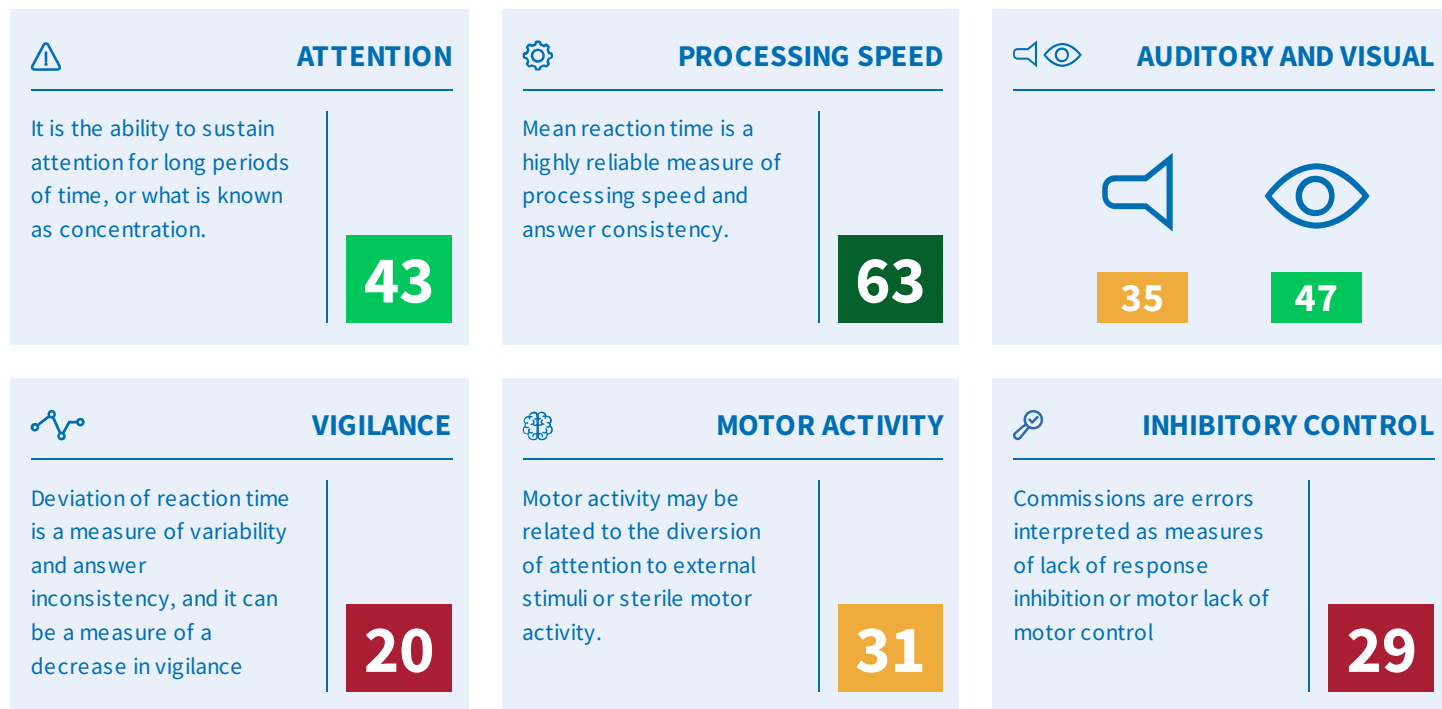 ATTENTION
It is the ability to sustain
attention for long periods
of time, or what is known
as concentration.
43
PROCESSING SPEED
Mean reaction time is a
highly reliable measure of
processing speed and
answer consistency.
63
AUDITORY AND VISUAL
35 47
VIGILANCE
Deviation of reaction time
is a measure of variability
and answer
inconsistency, and it can
be a measure of a
decrease in vigilance
20
MOTOR ACTIVITY
Motor activity may be
related to the diversion
of attention to external
stimuli or sterile motor
activity.
31
INHIBITORY CONTROL
Commissions are errors
interpreted as measures
of lack of response
inhibition or motor lack of
motor control
29